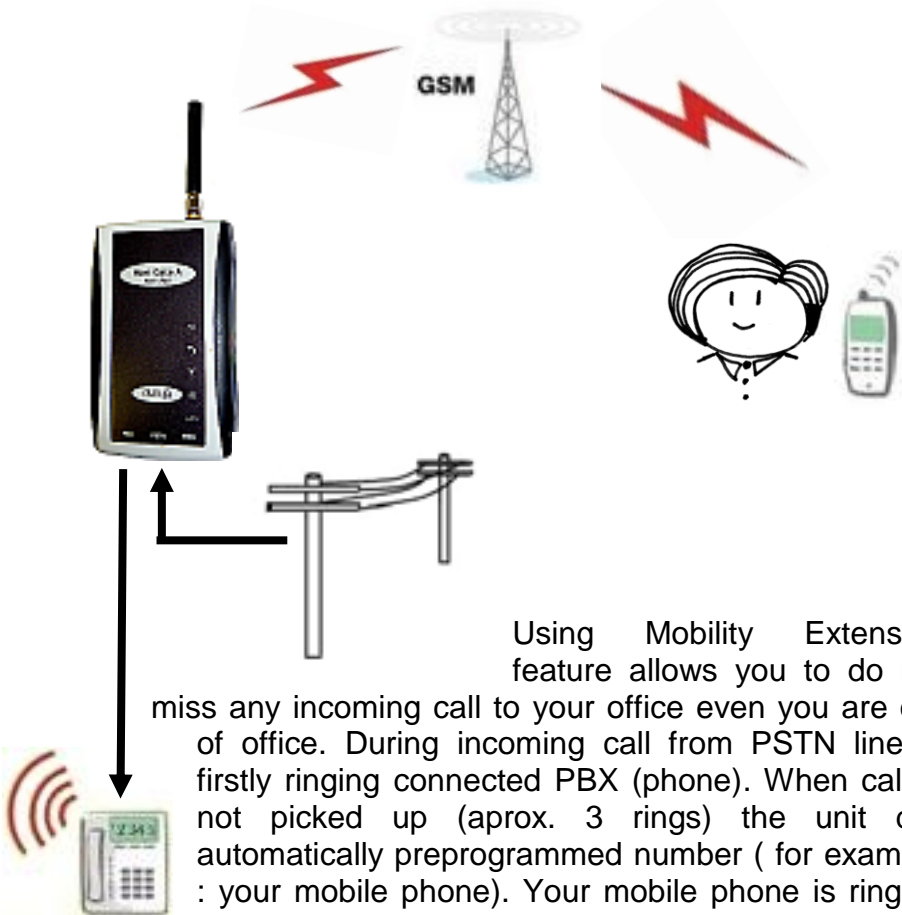 GSM
12345
Using Mobility Extens
feature allows you to do
miss any incoming call to your office even you are
of office. During incoming call from PSTN line
firstly ringing connected PBX (phone). When cal
not picked up (aprox. 3 rings) the unit
automatically preprogrammed number ( for exam
: your mobile phone). Your mobile phone is ring